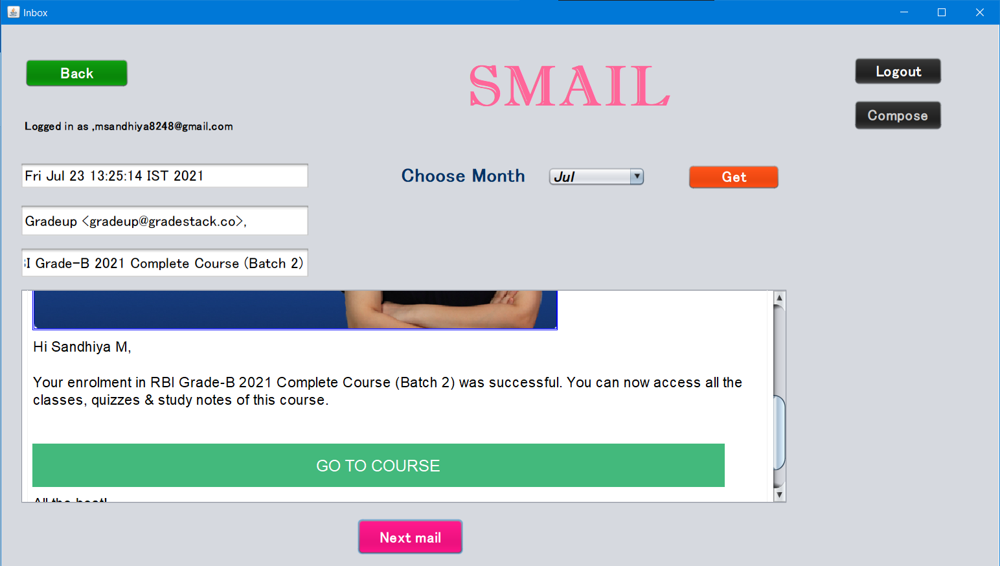 Inbox
Back
SMAIL
Logout
Compose
Logged in as ,msandhiya8248@gmail.com
Fri Jul 23 13:25:14 IST 2021
Choose Month
Jul
Get
Gradeup <gradeup@gradestack.co>,
Grade-B 2021 Complete Course (Batch 2)
Hi Sandhiya M,
Your enrolment in RBI Grade-B 2021 Complete Course (Batch 2) was successful. You can now access all the
classes, quizzes & study notes of this course.
GO TO COURSE
All the best!
Next mail